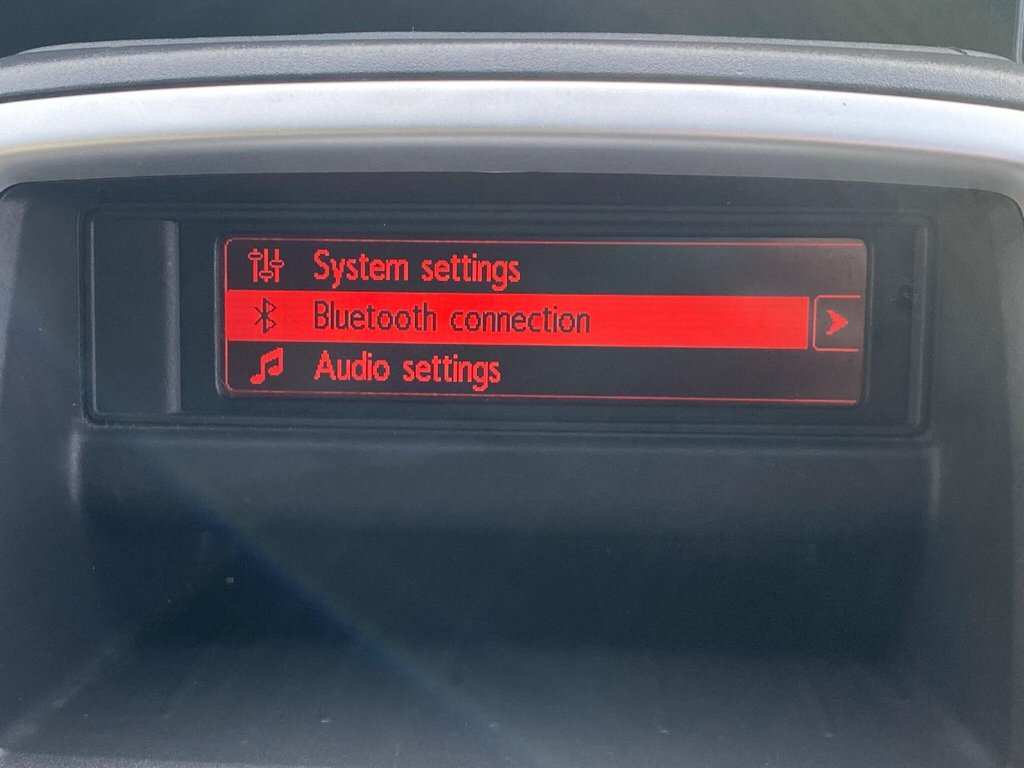 System settings
Bluetooth connection
Audio settings